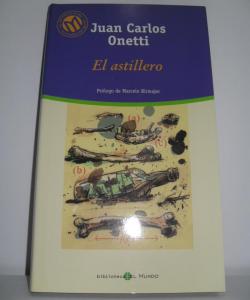 Juan Carlos
Onetti
El astillero
Prólogo de Marcelo Birmajer
(a)
(b)
(c)
biblioteca EL MUNDO